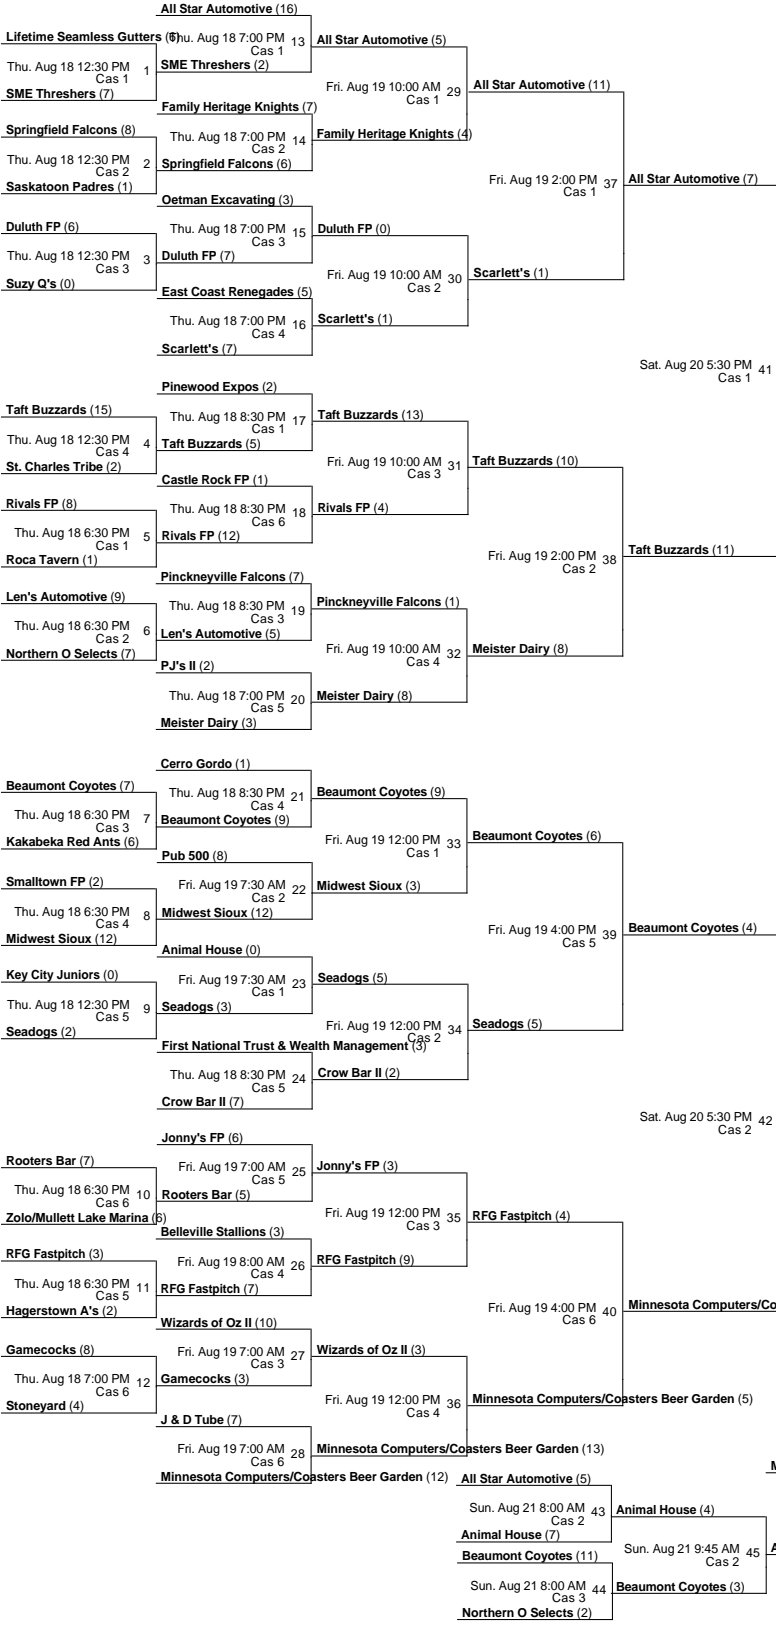 All Star Automotive (16)
Lifetime Seamless Gutters (6)
Thu. Aug 18 7:00 PM 13
Cas 1
All Star Automotive (5)
Thu. Aug 18 12:30 PM 1
Cas 1
SME Threshers (2)
SME Threshers (7)
Fri. Aug 19 10:00 AM 29
Cas 1
All Star Automotive (11)
Family Heritage Knights (7)
Springfield Falcons (8)
Thu. Aug 18 7:00 PM 14
Cas 2
Family Heritage Knights (4)
Thu. Aug 18 12:30 PM 2
Cas 2
Springfield Falcons (6)
Saskatoon Padres (1)
Fri. Aug 19 2:00 PM 37
Cas 1
All Star Automotive (7)
Oetman Excavating (3)
Duluth FP (6)
Thu. Aug 18 7:00 PM 15
Cas 3
Duluth FP (0)
Thu. Aug 18 12:30 PM 3
Cas 3
Duluth FP (7)
Suzy Q's (0)
Fri. Aug 19 10:00 AM 30
Cas 2
Scarlett's (1)
East Coast Renegades (5)
Thu. Aug 18 7:00 PM 16
Cas 4
Scarlett's (1)
Scarlett's (7)
Sat. Aug 20 5:30 PM 41
Cas 1
Pinewood Expos (2)
Taft Buzzards (15)
Thu. Aug 18 8:30 PM 17
Cas 1
Taft Buzzards (13)
Thu. Aug 18 12:30 PM 4
Cas 4
Taft Buzzards (5)
St. Charles Tribe (2)
Fri. Aug 19 10:00 AM 31
Cas 3
Taft Buzzards (10)
Castle Rock FP (1)
Rivals FP (8)
Thu. Aug 18 8:30 PM 18
Cas 6
Rivals FP (4)
Thu. Aug 18 6:30 PM 5
Cas 1
Rivals FP (12)
Roca Tavern (1)
Fri. Aug 19 2:00 PM 38
Cas 2
Taft Buzzards (11)
Pinckneyville Falcons (7)
Len's Automotive (9)
Thu. Aug 18 8:30 PM 19
Cas 3
Pinckneyville Falcons (1)
Thu. Aug 18 6:30 PM 6
Cas 2
Len's Automotive (5)
Northern O Selects (7)
Fri. Aug 19 10:00 AM 32
Cas 4
Meister Dairy (8)
PJ's II (2)
Thu. Aug 18 7:00 PM 20
Cas 5
Meister Dairy (8)
Meister Dairy (3)
Cerro Gordo (1)
Beaumont Coyotes (7)
Thu. Aug 18 8:30 PM 21
Cas 4
Beaumont Coyotes (9)
Thu. Aug 18 6:30 PM 7
Cas 3
Beaumont Coyotes (9)
Kakabeka Red Ants (6)
Fri. Aug 19 12:00 PM 33
Cas 1
Beaumont Coyotes (6)
Pub 500 (8)
Smalltown FP (2)
Fri. Aug 19 7:30 AM 22
Cas 2
Midwest Sioux (3)
Thu. Aug 18 6:30 PM 8
Cas 4
Midwest Sioux (12)
Midwest Sioux (12)
Fri. Aug 19 4:00 PM 39
Cas 5
Beaumont Coyotes (4)
Animal House (0)
Key City Juniors (0)
Fri. Aug 19 7:30 AM 23
Cas 1
Seadogs (5)
Thu. Aug 18 12:30 PM 9
Cas 5
Seadogs (3)
Seadogs (2)
Fri. Aug 19 12:00 PM 34
Cas 2
Seadogs (5)
First National Trust & Wealth Management (3)
Thu. Aug 18 8:30 PM 24
Cas 5
Crow Bar II (2)
Crow Bar II (7)
Sat. Aug 20 5:30 PM 42
Cas 2
Jonny's FP (6)
Rooters Bar (7)
Fri. Aug 19 7:00 AM 25
Cas 5
Jonny's FP (3)
Thu. Aug 18 6:30 PM 10
Cas 6
Rooters Bar (5)
Zolo/Mullett Lake Marina (6)
Fri. Aug 19 12:00 PM 35
Cas 3
RFG Fastpitch (4)
Belleville Stallions (3)
RFG Fastpitch (3)
Fri. Aug 19 8:00 AM 26
Cas 4
RFG Fastpitch (9)
Thu. Aug 18 6:30 PM 11
Cas 5
RFG Fastpitch (7)
Hagerstown A's (2)
Fri. Aug 19 4:00 PM 40
Cas 6
Minnesota Computers/Co
Wizards of Oz II (10)
Gamecocks (8)
Fri. Aug 19 7:00 AM 27
Cas 3
Wizards of Oz II (3)
Thu. Aug 18 7:00 PM 12
Cas 6
Gamecocks (3)
Stoneyard (4)
Fri. Aug 19 12:00 PM 36
Cas 4
Minnesota Computers/Coasters Beer Garden (5)
J & D Tube (7)
Fri. Aug 19 7:00 AM 28
Cas 6
Minnesota Computers/Coasters Beer Garden (13)
Minnesota Computers/Coasters Beer Garden (12)
M
All Star Automotive (5)
Sun. Aug 21 8:00 AM 43
Cas 2
Animal House (4)
Animal House (7)
Sun. Aug 21 9:45 AM 45
Cas 2
A
Beaumont Coyotes (11)
Sun. Aug 21 8:00 AM 44
Cas 3
Beaumont Coyotes (3)
Northern O Selects (2)